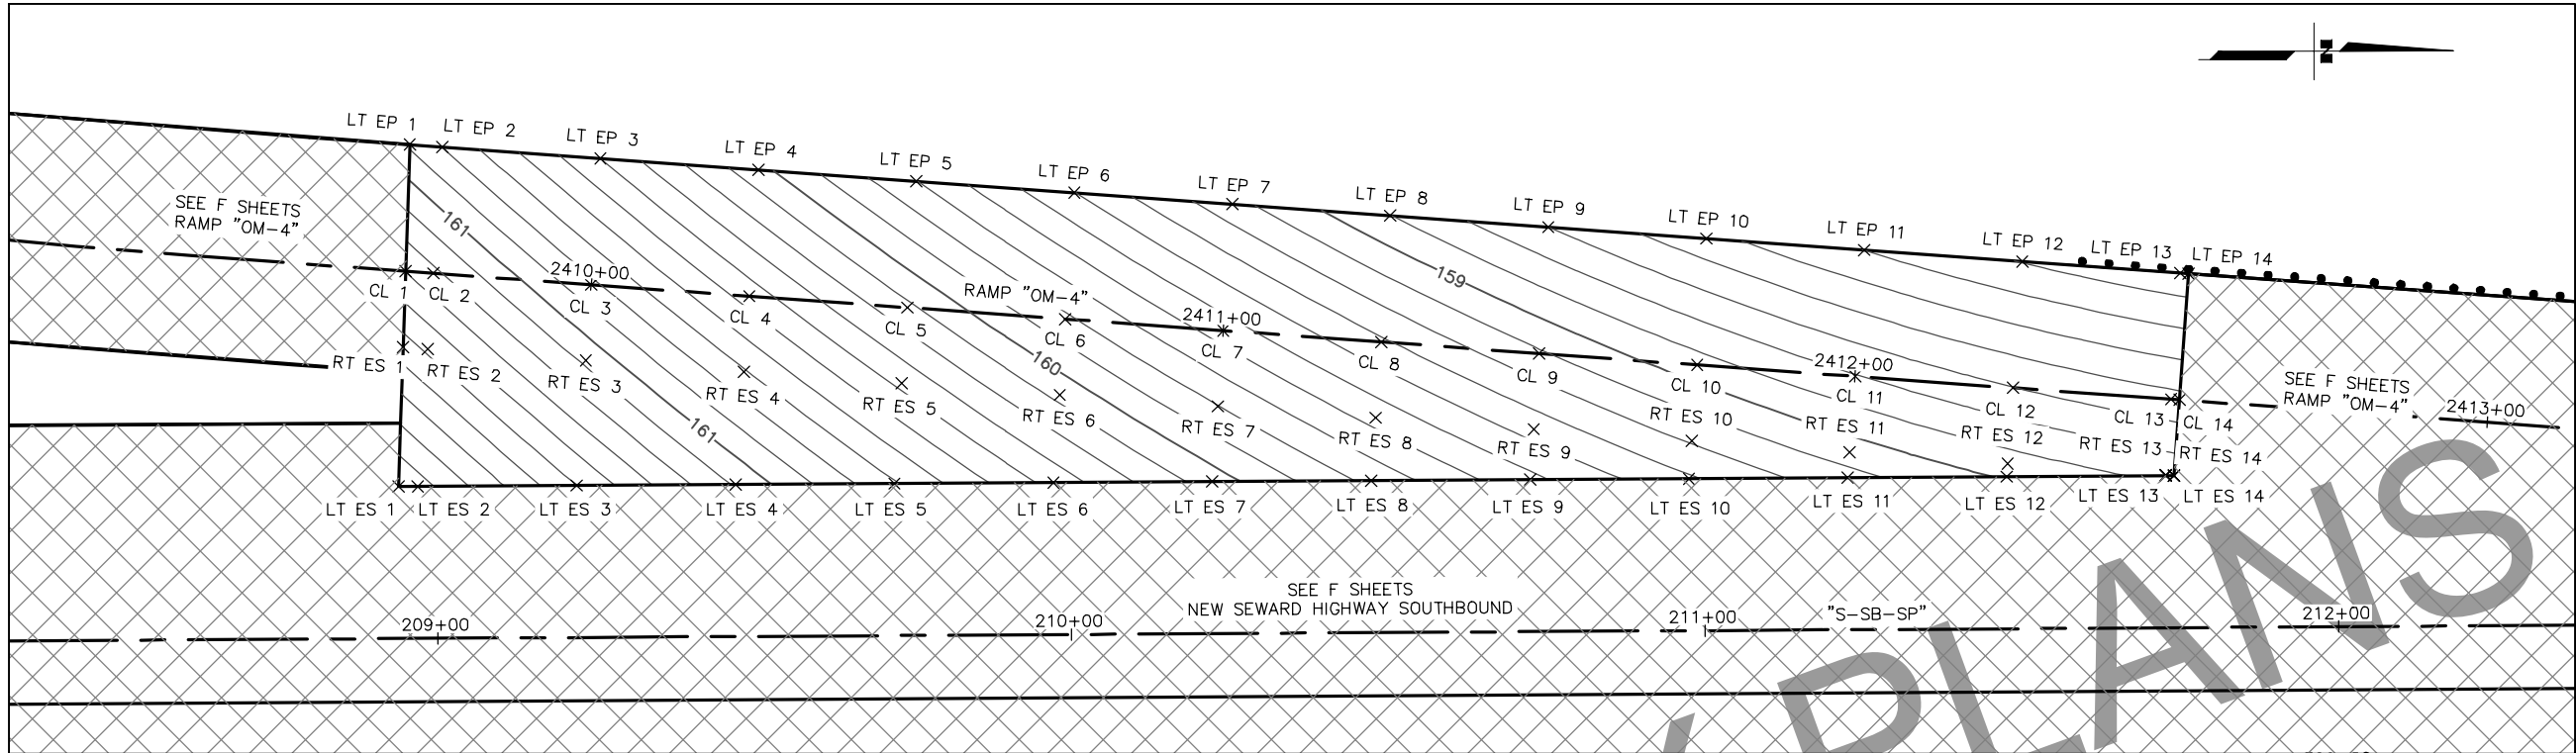 N
LT EP 1
LT EP 2
LT EP 3
LT EP 4
LT EP 5
LT EP 6
LT EP 7
LT EP 8
LT EP 9
LT EP 10
LT EP 11
LT EP 12
LT EP 13
LT EP 14
SEE F SHEETS
RAMP "OM-4"
161
2410+00
RAMP "OM-4"
2411+00
159
2412+00
SEE F SHEETS
RAMP "OM-4"
2413+00
CL 1
CL 2
CL 3
CL 4
CL 5
CL 6
CL 7
CL 8
CL 9
CL 10
CL 11
CL 12
CL 13
CL 14
160
161
RT ES 1
RT ES 2
RT ES 3
RT ES 4
RT ES 5
RT ES 6
RT ES 7
RT ES 8
RT ES 9
RT ES 10
RT ES 11
RT ES 12
RT ES 13
RT ES 14
LT ES 1
LT ES 2
LT ES 3
LT ES 4
LT ES 5
LT ES 6
LT ES 7
LT ES 8
LT ES 9
LT ES 10
LT ES 11
LT ES 12
LT ES 13
LT ES 14
SEE F SHEETS
NEW SEWARD HIGHWAY SOUTHBOUND
209+00
210+00
211+00
"S-SB-SP"
212+00
PLANS